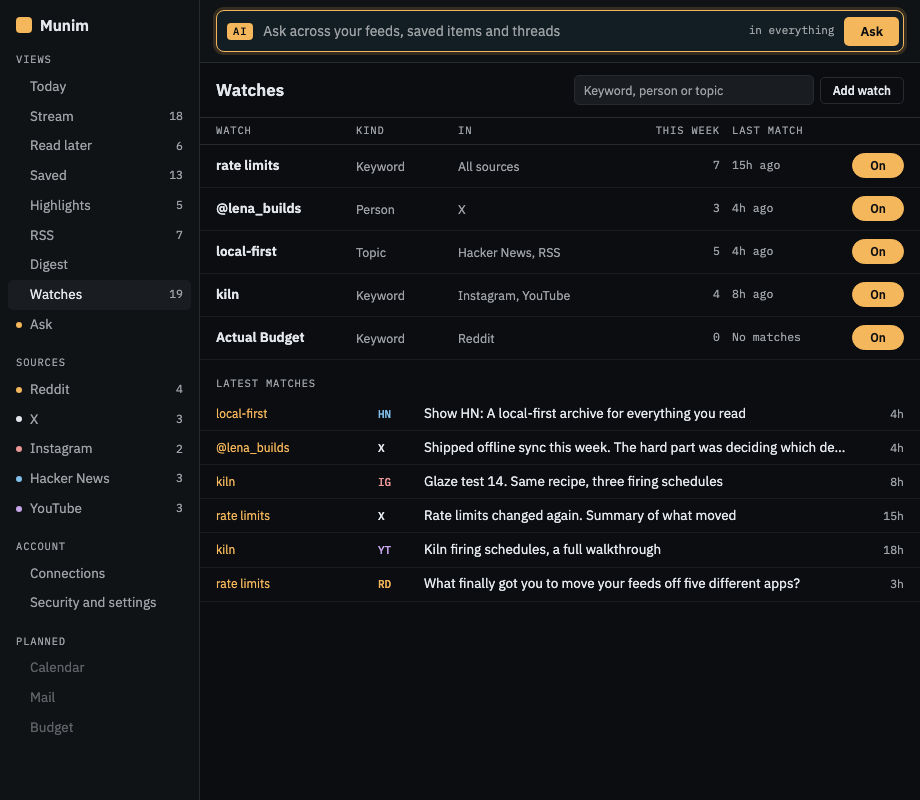 Munim
VIEWS
Today
Stream 18
Read later 6
Saved 13
Highlights 5
RSS 7
Digest
Watches 19
Ask
SOURCES
Reddit 4
X 3
Instagram 2
Hacker News 3
YouTube 3
ACCOUNT
Connections
Security and settings
PLANNED
Calendar
Mail
Budget
AI Ask across your feeds, saved items and threads in everything Ask
Watches Keyword, person or topic Add watch
WATCH KIND IN THIS WEEK LAST MATCH
rate limits Keyword All sources 7 15h ago On
@lena_builds Person X 3 4h ago On
local-first Topic Hacker News, RSS 5 4h ago On
kiln Keyword Instagram, YouTube 4 8h ago On
Actual Budget Keyword Reddit 0 No matches On
LATEST MATCHES
local-first HN Show HN: A local-first archive for everything you read 4h
@lena_builds X Shipped offline sync this week. The hard part was deciding which de... 4h
kiln IG Glaze test 14. Same recipe, three firing schedules 8h
rate limits X Rate limits changed again. Summary of what moved 15h
kiln YT Kiln firing schedules, a full walkthrough 18h
rate limits RD What finally got you to move your feeds off five different apps? 3h